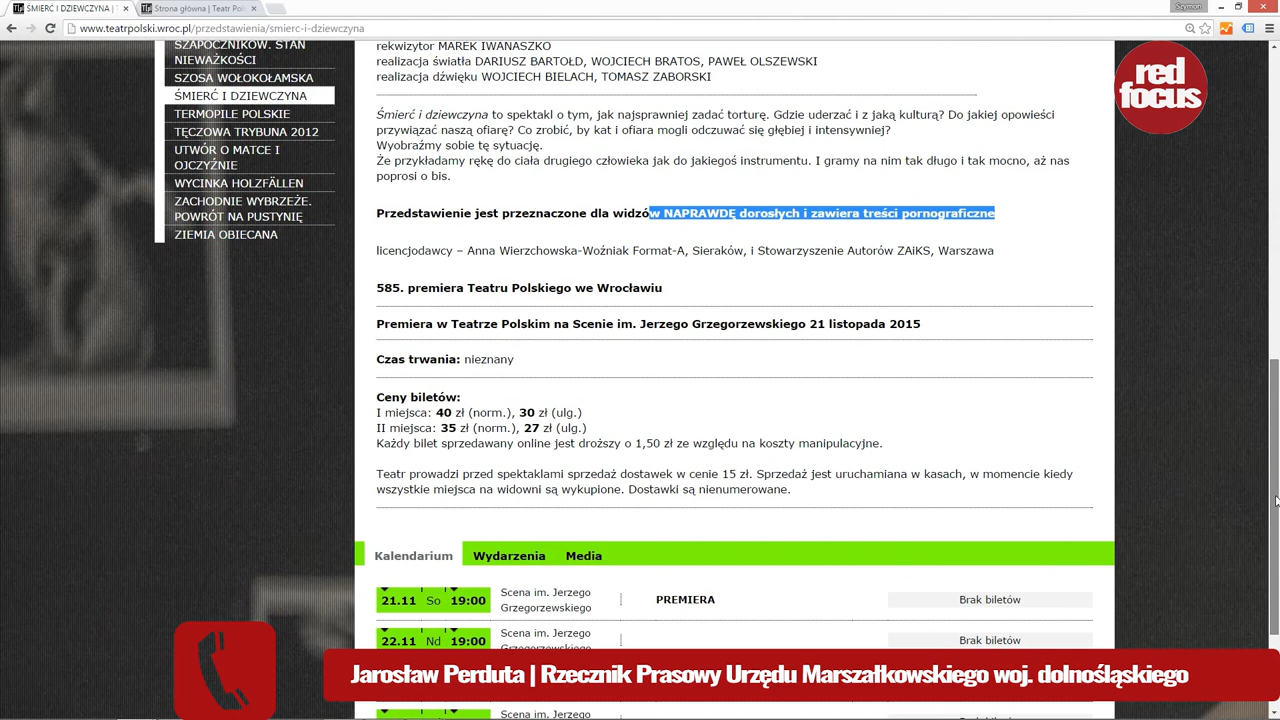 ŚMIERĆ I DZIEWCZYNA | T
Strona główna | Teatr Pols
Szymon
www.teatrpolski.wroc.pl/przedstawienia/smierc-i-dziewczyna
SZAPOCZNIKOW. STAN
NIEWAŻKOŚCI
SZOSA WOŁOKOŁAMSKA
ŚMIERĆ I DZIEWCZYNA
TERMOPILE POLSKIE
TĘCZOWA TRYBUNA 2012
UTWÓR O MATCE I
OJCZYŹNIE
WYCINKA HOLZFÄLLEN
ZACHODNIE WYBRZEŻE.
POWRÓT NA PUSTYNIĘ
ZIEMIA OBIECANA
rekwizytor MAREK IWANASZKO
realizacja światła DARIUSZ BARTOŁD, WOJCIECH BRATOS, PAWEŁ OLSZEWSKI
realizacja dźwięku WOJCIECH BIELACH, TOMASZ ZABORSKI
Śmierć i dziewczyna to spektakl o tym, jak najsprawniej zadać torturę. Gdzie uderzać i z jaką kulturą? Do jakiej opowieści
przywiązać naszą ofiarę? Co zrobić, by kat i ofiara mogli odczuwać się głębiej i intensywniej?
Wyobraźmy sobie tę sytuację.
Że przykładamy rękę do ciała drugiego człowieka jak do jakiegoś instrumentu. I gramy na nim tak długo i tak mocno, aż nas
poprosi o bis.
Przedstawienie jest przeznaczone dla widzów NAPRAWDĘ dorosłych i zawiera treści pornograficzne
licencjodawcy – Anna Wierzchowska-Woźniak Format-A, Sieraków, i Stowarzyszenie Autorów ZAiKS, Warszawa
585. premiera Teatru Polskiego we Wrocławiu
Premiera w Teatrze Polskim na Scenie im. Jerzego Grzegorzewskiego 21 listopada 2015
Czas trwania: nieznany
Ceny biletów:
I miejsca: 40 zł (norm.), 30 zł (ulg.)
II miejsca: 35 zł (norm.), 27 zł (ulg.)
Każdy bilet sprzedawany online jest droższy o 1,50 zł ze względu na koszty manipulacyjne.
Teatr prowadzi przed spektaklami sprzedaż dostawek w cenie 15 zł. Sprzedaż jest uruchamiana w kasach, w momencie kiedy
wszystkie miejsca na widowni są wykupione. Dostawki są nienumerowane.
Kalendarium Wydarzenia Media
21.11 So 19:00 Scena im. Jerzego
Grzegorzewskiego PREMIERA Brak biletów
22.11 Nd 19:00 Scena im. Jerzego
Grzegorzewskiego Brak biletów
Scena im. Jerzego
red
focus
Jarosław Perduta | Rzecznik Prasowy Urzędu Marszałkowskiego woj. dolnośląskiego